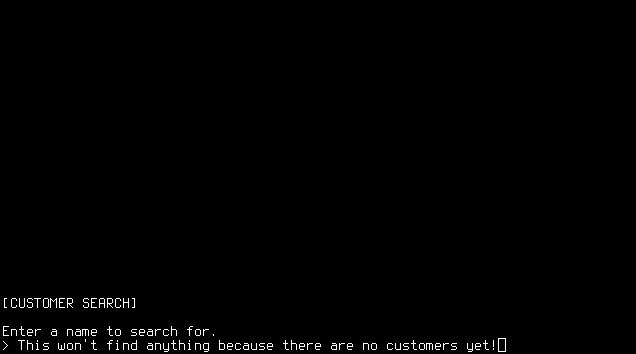 [CUSTOMER SEARCH]
Enter a name to search for.
> This won't find anything because there are no customers yet!